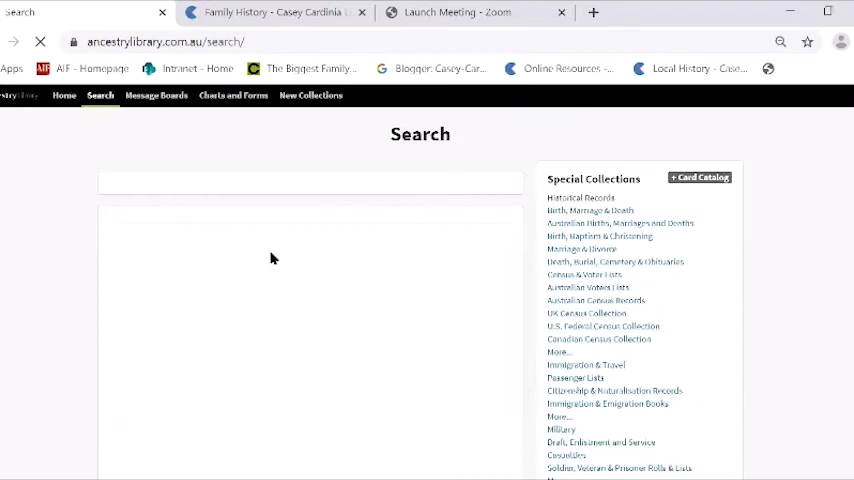 Search
Family History - Casey Cardinia L
Launch Meeting - Zoom
ancestrylibrary.com.au/search/
Apps
AIF - Homepage
Intranet - Home
The Biggest Family...
Blogger: Casey-Car...
Online Resources -...
Local History - Case...
Home
Search
Message Boards
Charts and Forms
New Collections
Search
Special Collections
+ Card Catalog
Historical Records
Birth, Marriage & Death
Australian Births, Marriages and Deaths
Birth, Baptism & Christening
Marriage & Divorce
Death, Burial, Cemetery & Obituaries
Census & Voter Lists
Australian Voters Lists
Australian Census Records
UK Census Collection
U.S. Federal Census Collection
Canadian Census Collection
More...
Immigration & Travel
Passenger Lists
Citizenship & Naturalisation Records
Immigration & Emigration Books
More...
Military
Draft, Enlistment and Service
Casualties
Soldier, Veteran & Prisoner Rolls & Lists